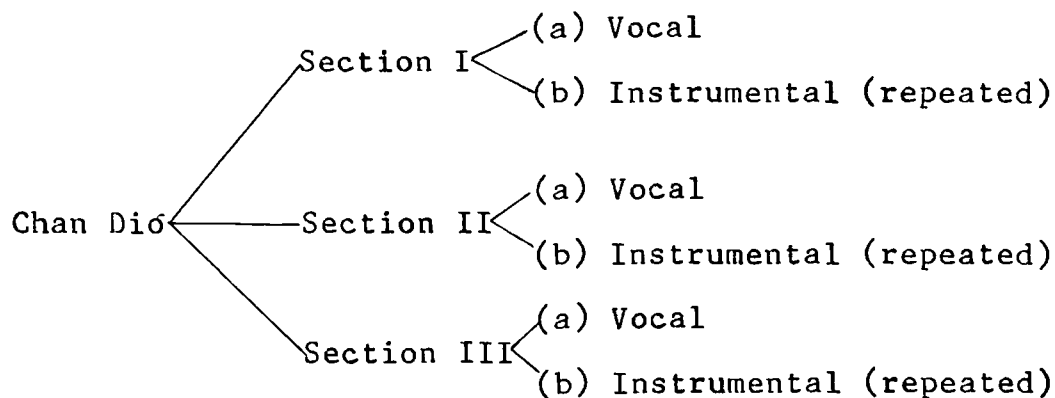 (a) Vocal
Section I
(b) Instrumental (repeated)
(a) Vocal
Chan Dió Section II
(b) Instrumental (repeated)
(a) Vocal
Section III
(b) Instrumental (repeated)